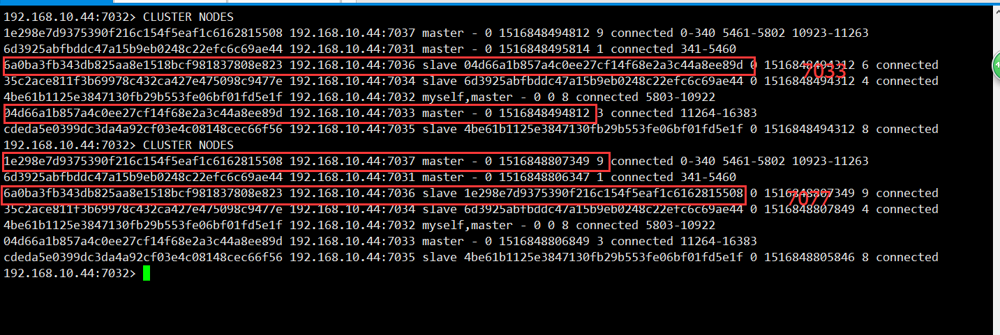 192.168.10.44:7032> CLUSTER NODES
1e298e7d9375390f216c154f5eaf1c6162815508 192.168.10.44:7037 master - 0 1516848494812 9 connected 0-340 5461-5802 10923-11263
6d3925abfbddc47a15b9eb0248c22efc6c69ae44 192.168.10.44:7031 master - 0 1516848495814 1 connected 341-5460
6a0ba3fb343db825aa8e1518bcf981837808e823 192.168.10.44:7036 slave 04d66a1b857a4c0ee27cf14f68e2a3c44a8ee89d 0 1516848494312 6 connected
7033
35c2ace811f3b69978c432ca427e475098c9477e 192.168.10.44:7034 slave 6d3925abfbddc47a15b9eb0248c22efc6c69ae44 0 1516848494312 4 connected
4be61b1125e3847130fb29b553fe06bf01fd5e1f 192.168.10.44:7032 myself,master - 0 0 8 connected 5803-10922
04d66a1b857a4c0ee27cf14f68e2a3c44a8ee89d 192.168.10.44:7033 master - 0 1516848494812 3 connected 11264-16383
cdeda5e0399dc3da4a92cf03e4c08148cec66f56 192.168.10.44:7035 slave 4be61b1125e3847130fb29b553fe06bf01fd5e1f 0 1516848494312 8 connected
192.168.10.44:7032> CLUSTER NODES
1e298e7d9375390f216c154f5eaf1c6162815508 192.168.10.44:7037 master - 0 1516848807349 9 connected 0-340 5461-5802 10923-11263
6d3925abfbddc47a15b9eb0248c22efc6c69ae44 192.168.10.44:7031 master - 0 1516848806347 1 connected 341-5460
6a0ba3fb343db825aa8e1518bcf981837808e823 192.168.10.44:7036 slave 1e298e7d9375390f216c154f5eaf1c6162815508 0 1516848807349 9 connected
7077
35c2ace811f3b69978c432ca427e475098c9477e 192.168.10.44:7034 slave 6d3925abfbddc47a15b9eb0248c22efc6c69ae44 0 1516848807849 4 connected
4be61b1125e3847130fb29b553fe06bf01fd5e1f 192.168.10.44:7032 myself,master - 0 0 8 connected 5803-10922
04d66a1b857a4c0ee27cf14f68e2a3c44a8ee89d 192.168.10.44:7033 master - 0 1516848806849 3 connected 11264-16383
cdeda5e0399dc3da4a92cf03e4c08148cec66f56 192.168.10.44:7035 slave 4be61b1125e3847130fb29b553fe06bf01fd5e1f 0 1516848805846 8 connected
192.168.10.44:7032>